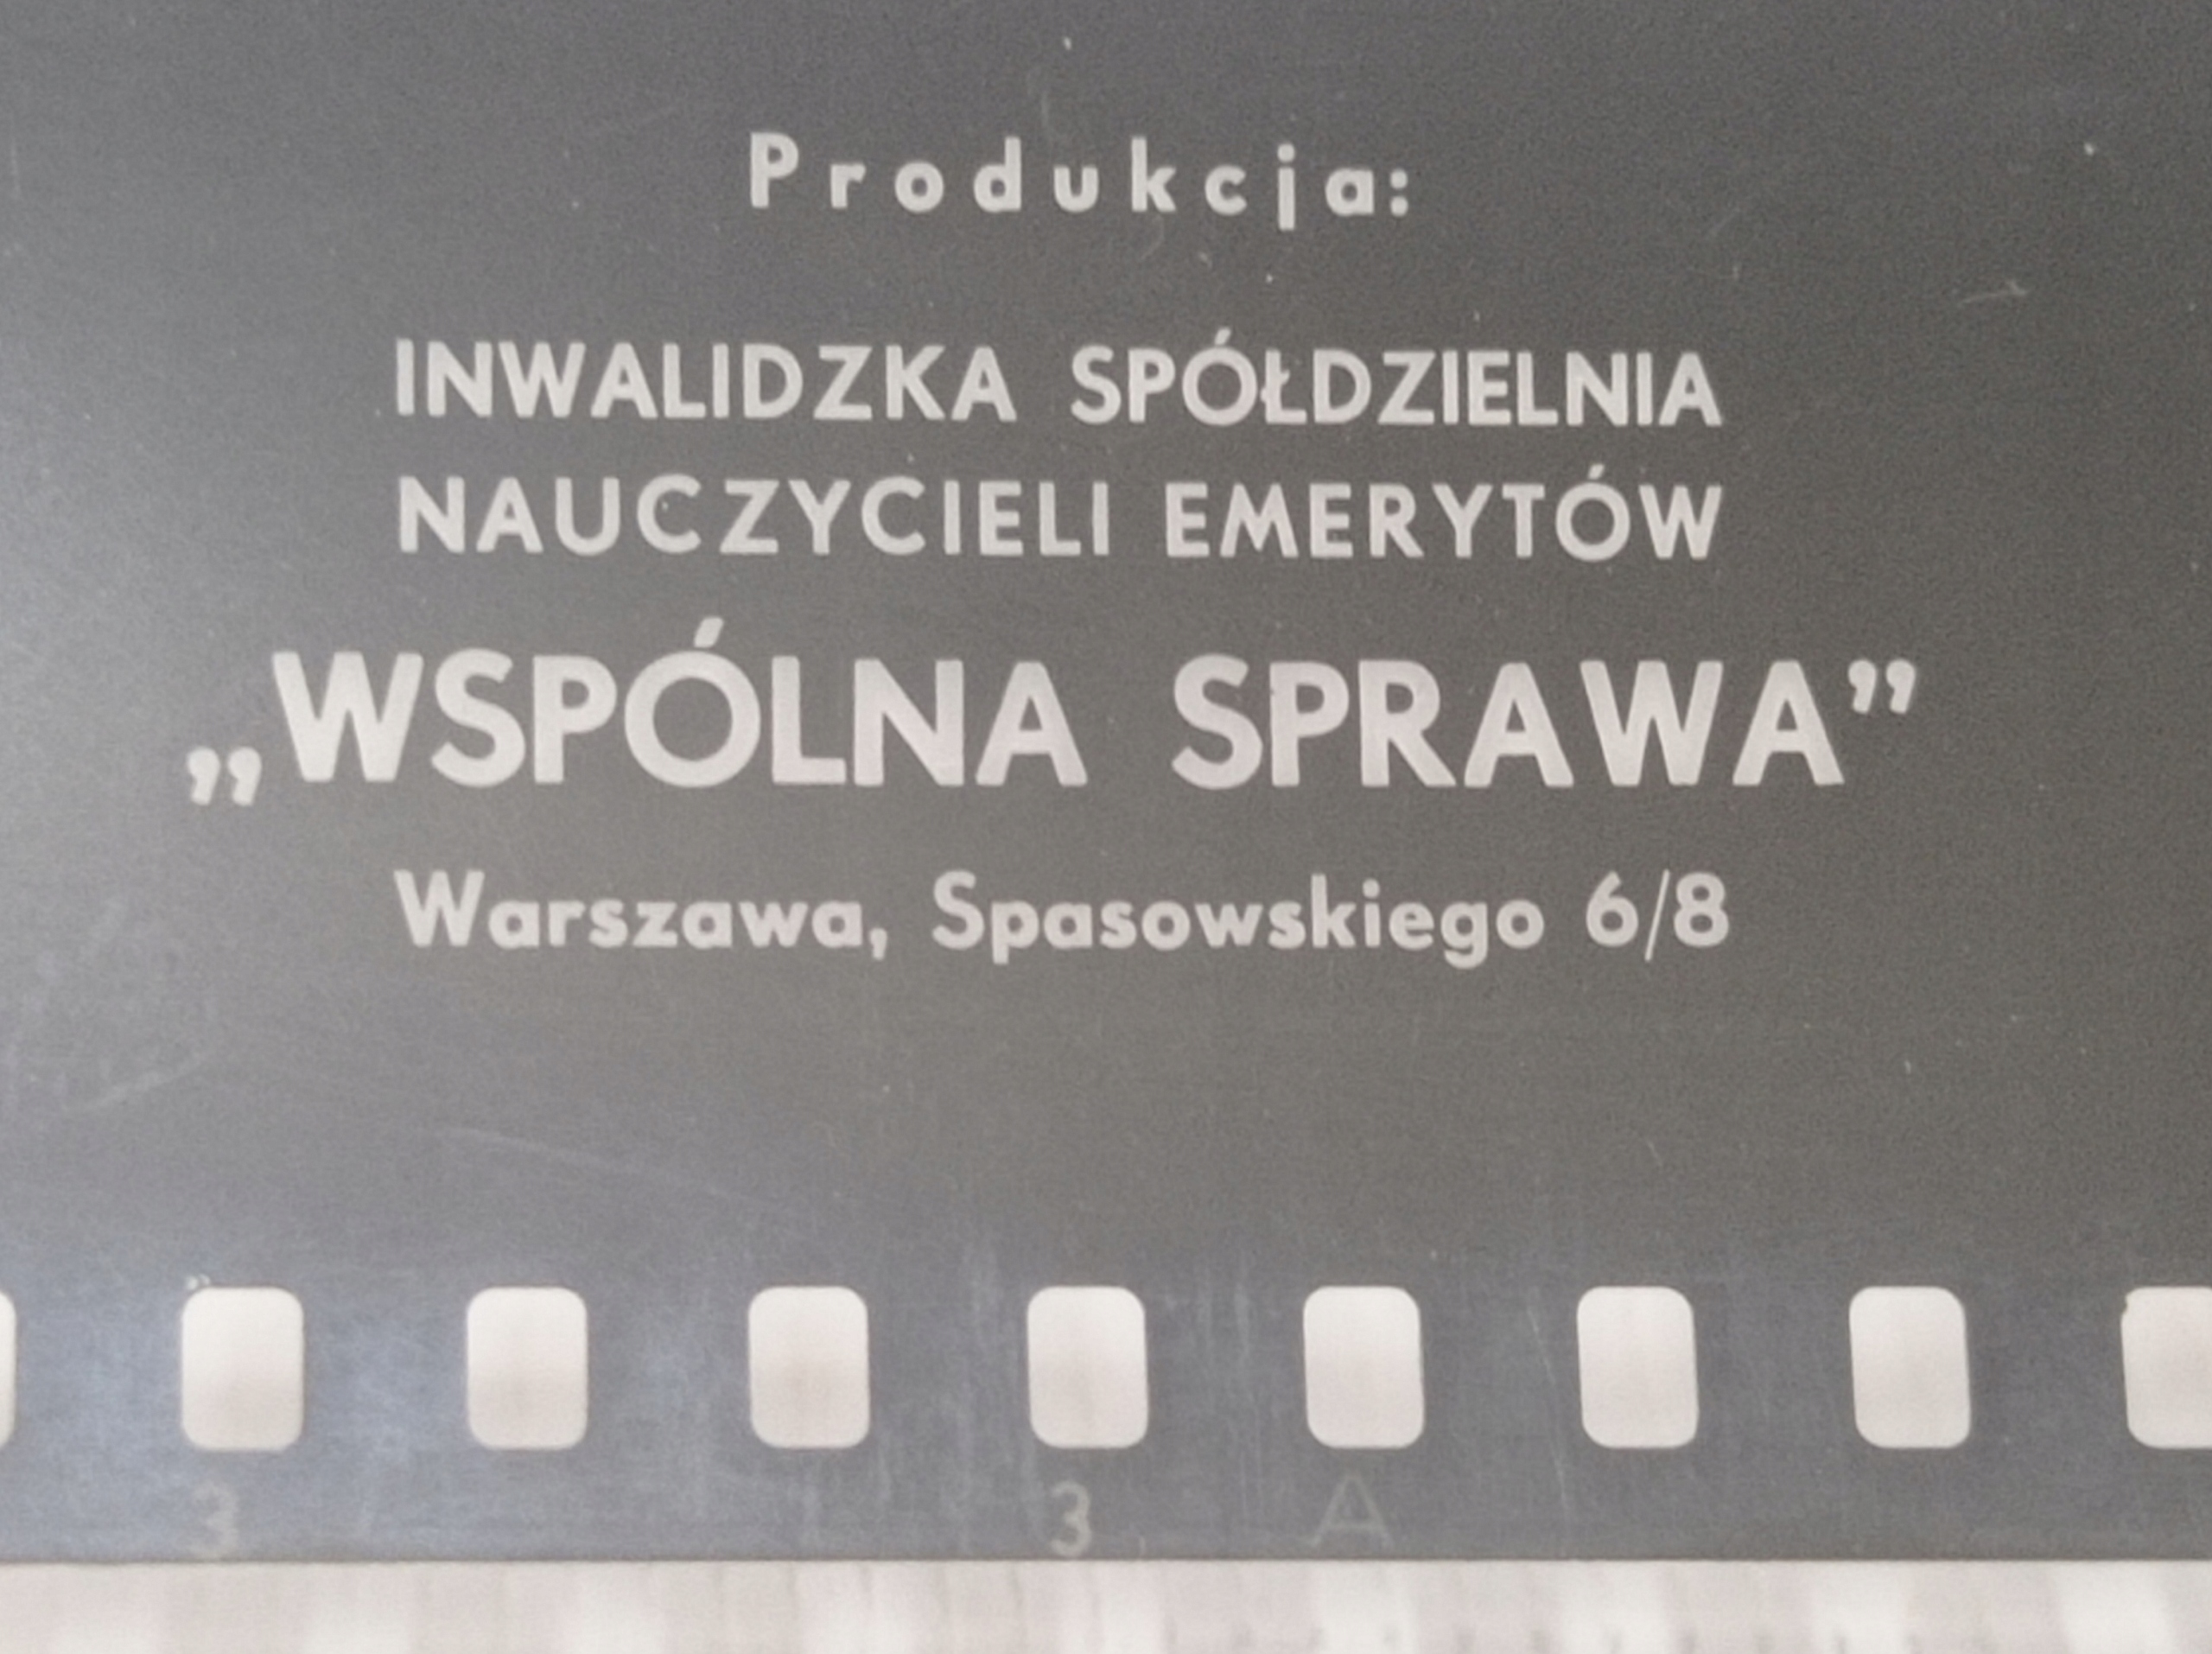 Produkcja:
INWALIDZKA SPÓŁDZIELNIA
NAUCZYCIELI EMERYTÓW
„WSPÓLNA SPRAWA”
Warszawa, Spasowskiego 6/8
3 3 A